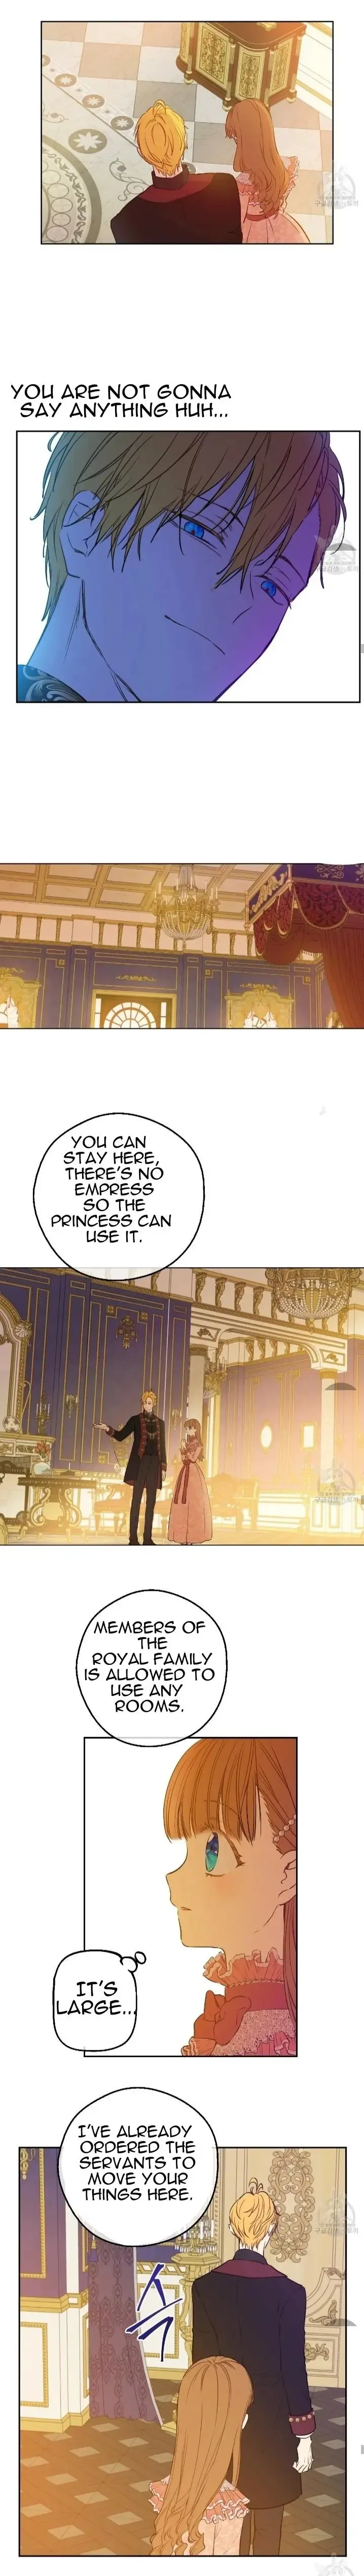 YOU ARE NOT GONNA
SAY ANYTHING HUH...
YOU CAN
STAY HERE,
THERE'S NO
EMPRESS
SO THE
PRINCESS CAN
USE IT.
MEMBERS OF
THE
ROYAL FAMILY
IS ALLOWED TO
USE ANY
ROOMS.
IT'S
LARGE...
I'VE ALREADY
ORDERED THE
SERVANTS TO
MOVE YOUR
THINGS HERE.